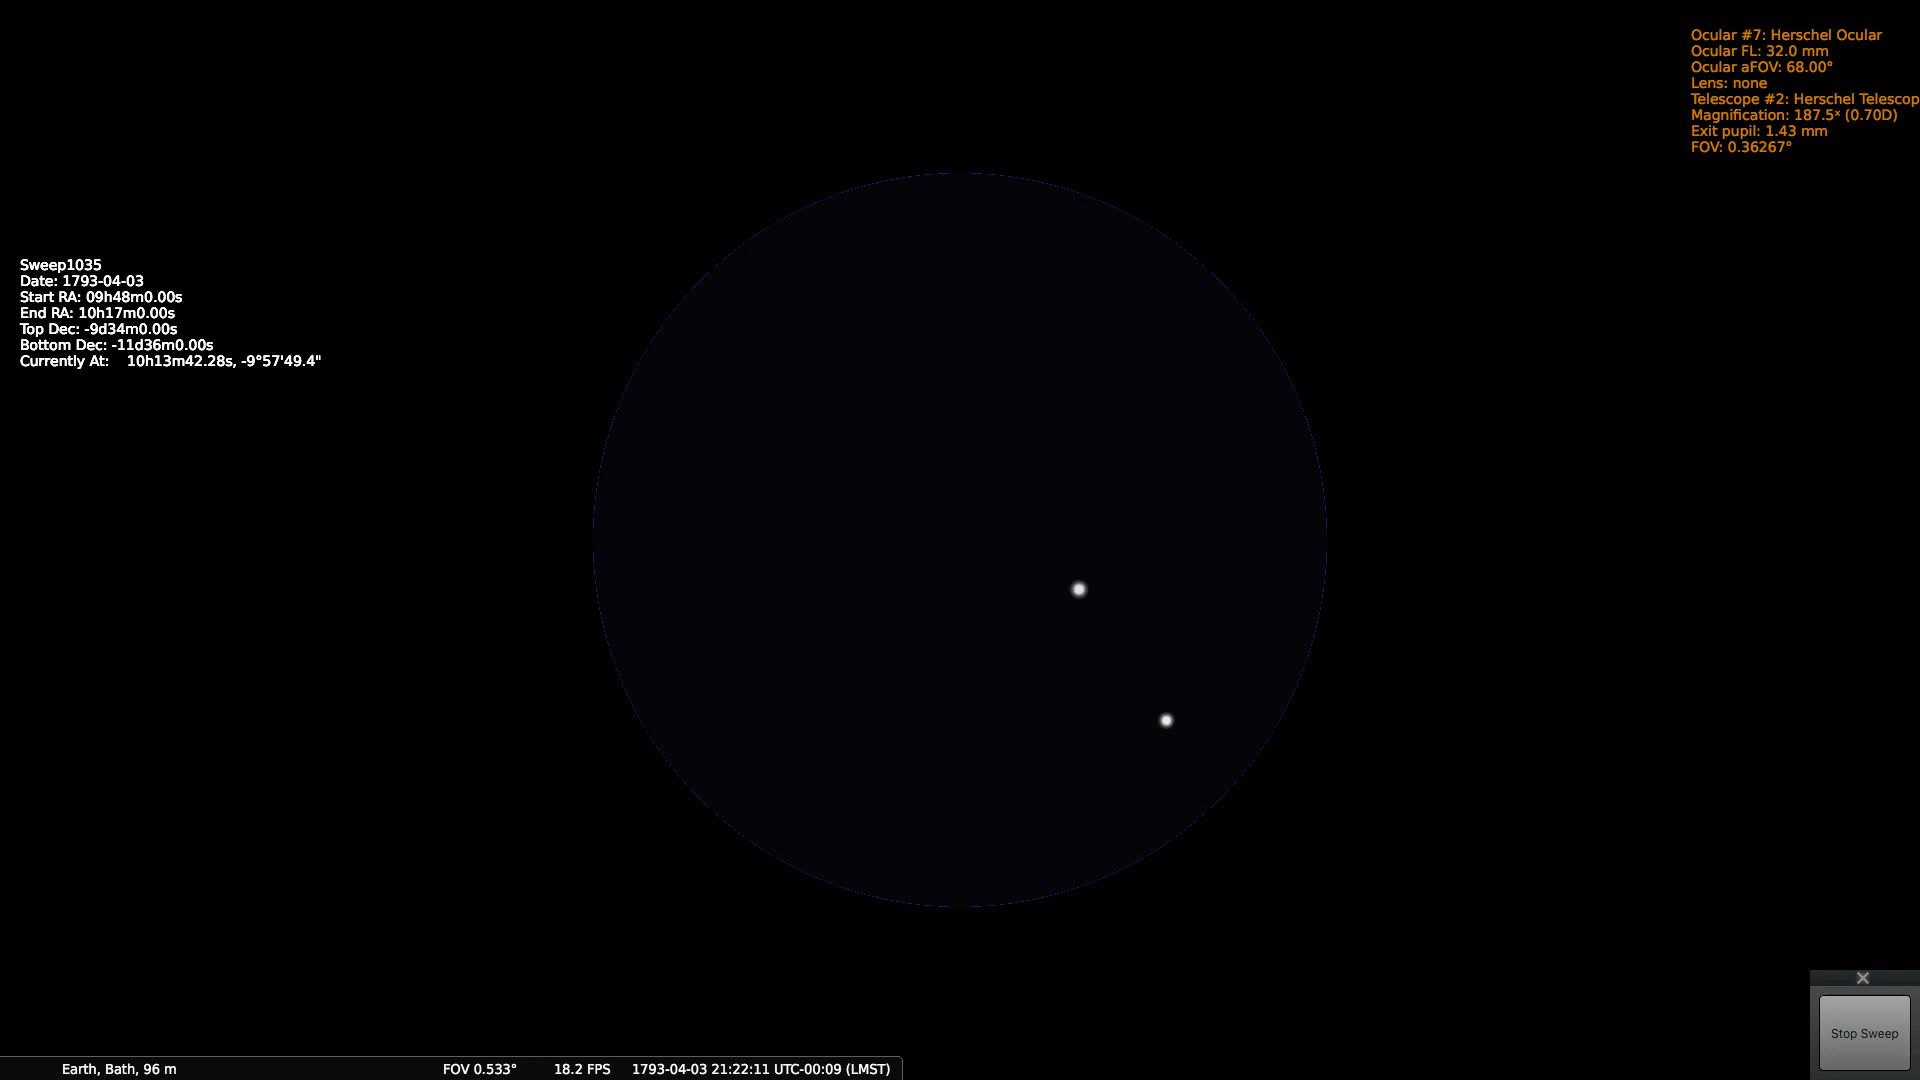 Ocular #7: Herschel Ocular
Ocular FL: 32.0 mm
Ocular aFOV: 68.00°
Lens: none
Telescope #2: Herschel Telescop
Magnification: 187.5ˣ (0.70D)
Exit pupil: 1.43 mm
FOV: 0.36267°
Sweep1035
Date: 1793-04-03
Start RA: 09h48m0.00s
End RA: 10h17m0.00s
Top Dec: -9d34m0.00s
Bottom Dec: -11d36m0.00s
Currently At: 10h13m42.28s, -9°57'49.4"
Stop Sweep
Earth, Bath, 96 m FOV 0.533° 18.2 FPS 1793-04-03 21:22:11 UTC-00:09 (LMST)